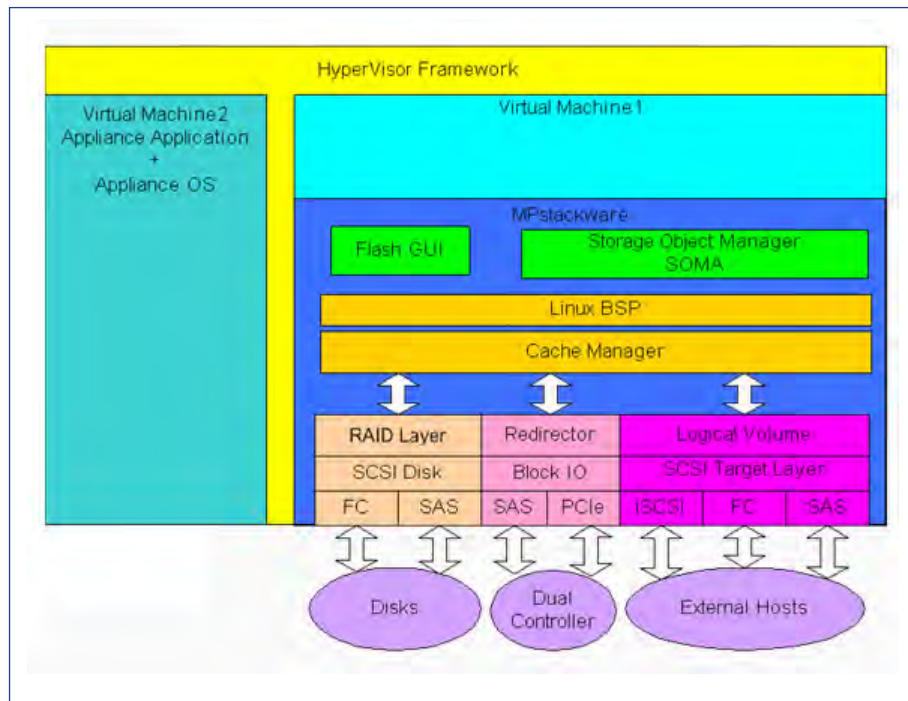 HyperVisor Framework
Virtual Machine2
Appliance Application
+
Appliance OS
Virtual Machine1
MPstackware
Flash GUI
Storage Object Manager
SOMA
Linux BSP
Cache Manager
RAID Layer
Redirector
Logical Volume
SCSI Disk
Block IO
SCSI Target Layer
FC
SAS
SAS
PCIe
ISCSI
FC
SAS
Disks
Dual
Controller
External Hosts